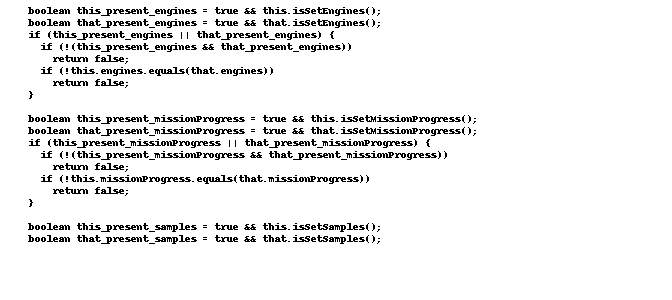 boolean this_present_engines = true && this.isSetEngines();
boolean that_present_engines = true && that.isSetEngines();
if (this_present_engines || that_present_engines) {
  if (!(this_present_engines && that_present_engines))
    return false;
  if (!this.engines.equals(that.engines))
    return false;
}

boolean this_present_missionProgress = true && this.isSetMissionProgress();
boolean that_present_missionProgress = true && that.isSetMissionProgress();
if (this_present_missionProgress || that_present_missionProgress) {
  if (!(this_present_missionProgress && that_present_missionProgress))
    return false;
  if (!this.missionProgress.equals(that.missionProgress))
    return false;
}

boolean this_present_samples = true && this.isSetSamples();
boolean that_present_samples = true && that.isSetSamples();